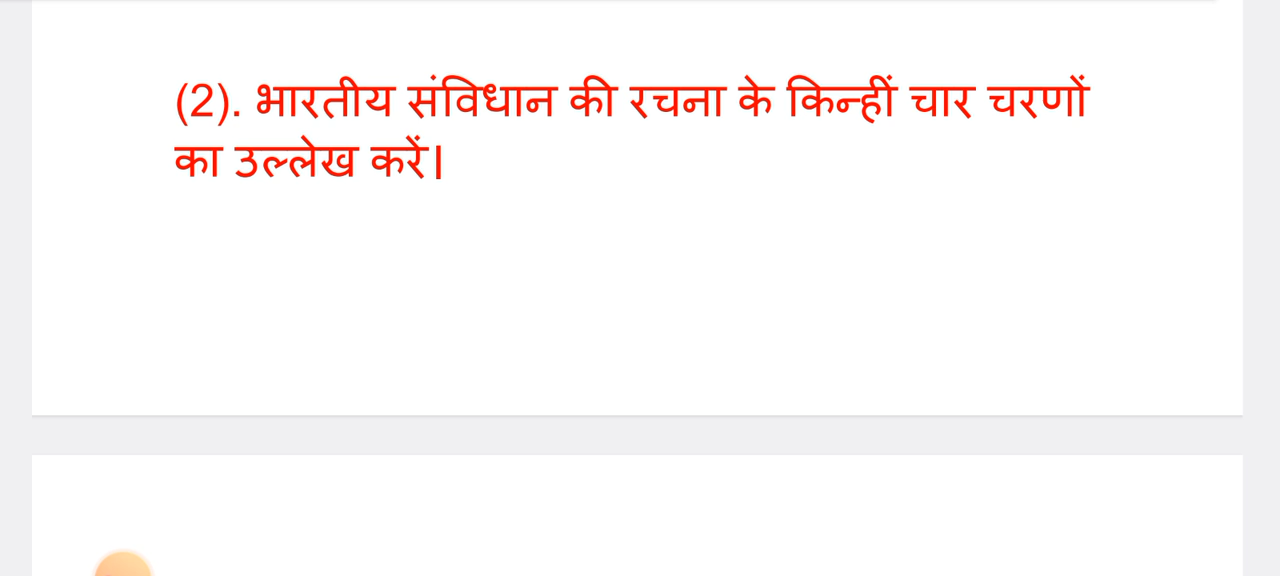 (2). भारतीय संविधान की रचना के किन्हीं चार चरणों
का उल्लेख करें।